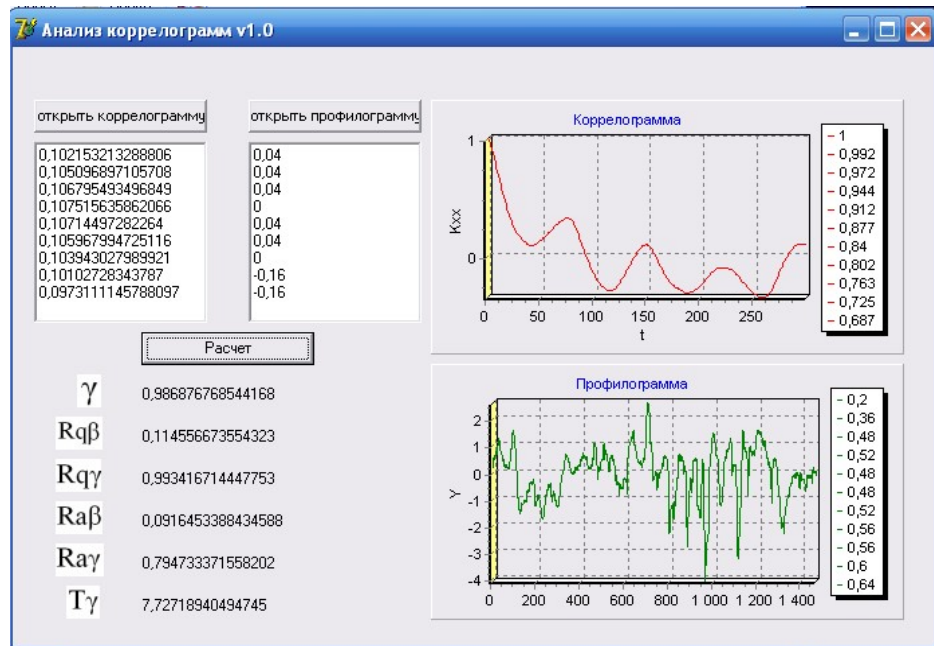 Анализ коррелограмм v1.0
открыть коррелограмму
открыть профилограмму
0,102153213288806
0,105096897105708
0,106795493496849
0,107515635862066
0,10714497282264
0,105967994725116
0,103943027989921
0,10102728343787
0,0973111145788097
0,04
0,04
0,04
0
0,04
0,04
0
-0,16
-0,16
Расчет
γ 0,986876768544168
Rqβ 0,114556673554323
Rqγ 0,993416714447753
Raβ 0,0916453388434588
Raγ 0,794733371558202
Tγ 7,72718940494745
Коррелограмма
Kxx
1
0
0 50 100 150 200 250
t
1
0,992
0,972
0,944
0,912
0,877
0,84
0,802
0,763
0,725
0,687
Профилограмма
Y
2
1
0
-1
-2
-3
-4
0 200 400 600 800 1 000 1 200 1 400
0,2
0,36
0,48
0,52
0,48
0,48
0,52
0,56
0,56
0,6
0,64